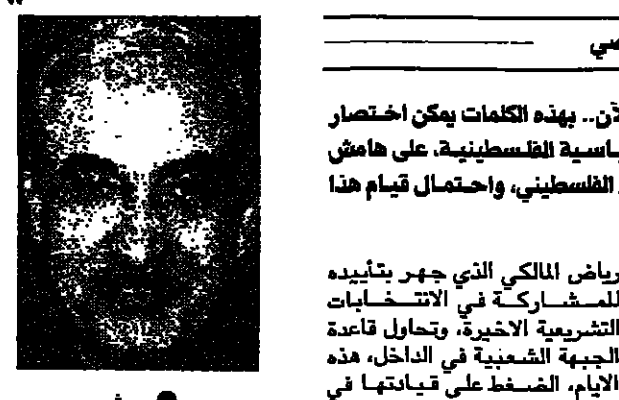 لآن.. بهذه الكلمات يمكن اختصار
ياسية الفلسطينية، على هامش
الفلسطيني، واحتمال قيام هذا
رياض المالكي الذي جهر بتأييده
للمشاركة في الانتخابات
التشريعية الاخيرة، وتحاول قاعدة
الجبهة الشعبية في الداخل، هذه
الايام، الضغط على قيادتها في